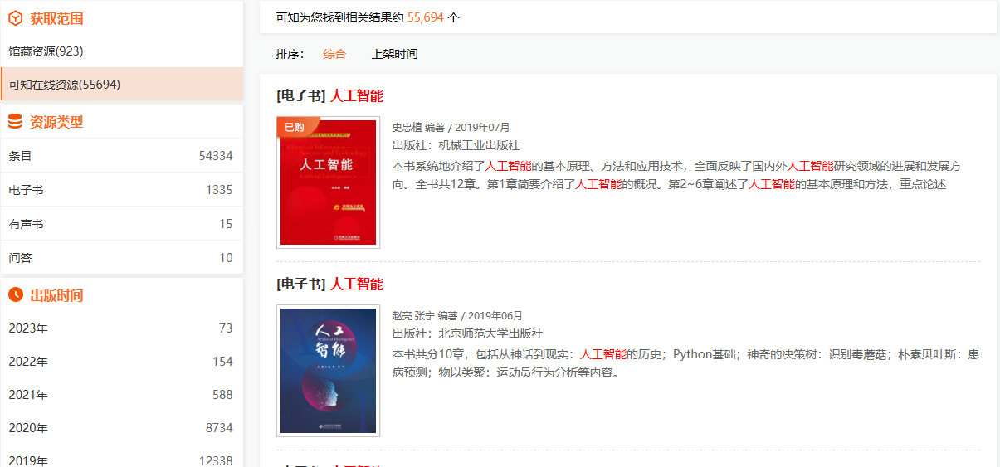 获取范围
馆藏资源(923)
可知在线资源(55694)
资源类型
条目 54334
电子书 1335
有声书 15
问答 10
出版时间
2023年 73
2022年 154
2021年 588
2020年 8734
2019年 12338
可知为您找到相关结果约 55,694 个
排序： 综合 上架时间
[电子书] 人工智能
已购
人工智能
史忠植 编著 / 2019年07月
出版社：机械工业出版社
本书系统地介绍了人工智能的基本原理、方法和应用技术，全面反映了国内外人工智能研究领域的进展和发展方
向。全书共12章。第1章简要介绍了人工智能的概况。第2~6章阐述了人工智能的基本原理和方法，重点论述
[电子书] 人工智能
人工
智能
赵亮 张宁 编著 / 2019年06月
出版社：北京师范大学出版社
本书共分10章，包括从神话到现实：人工智能的历史；Python基础；神奇的决策树：识别毒蘑菇；朴素贝叶斯：患
病预测；物以类聚：运动员行为分析等内容。